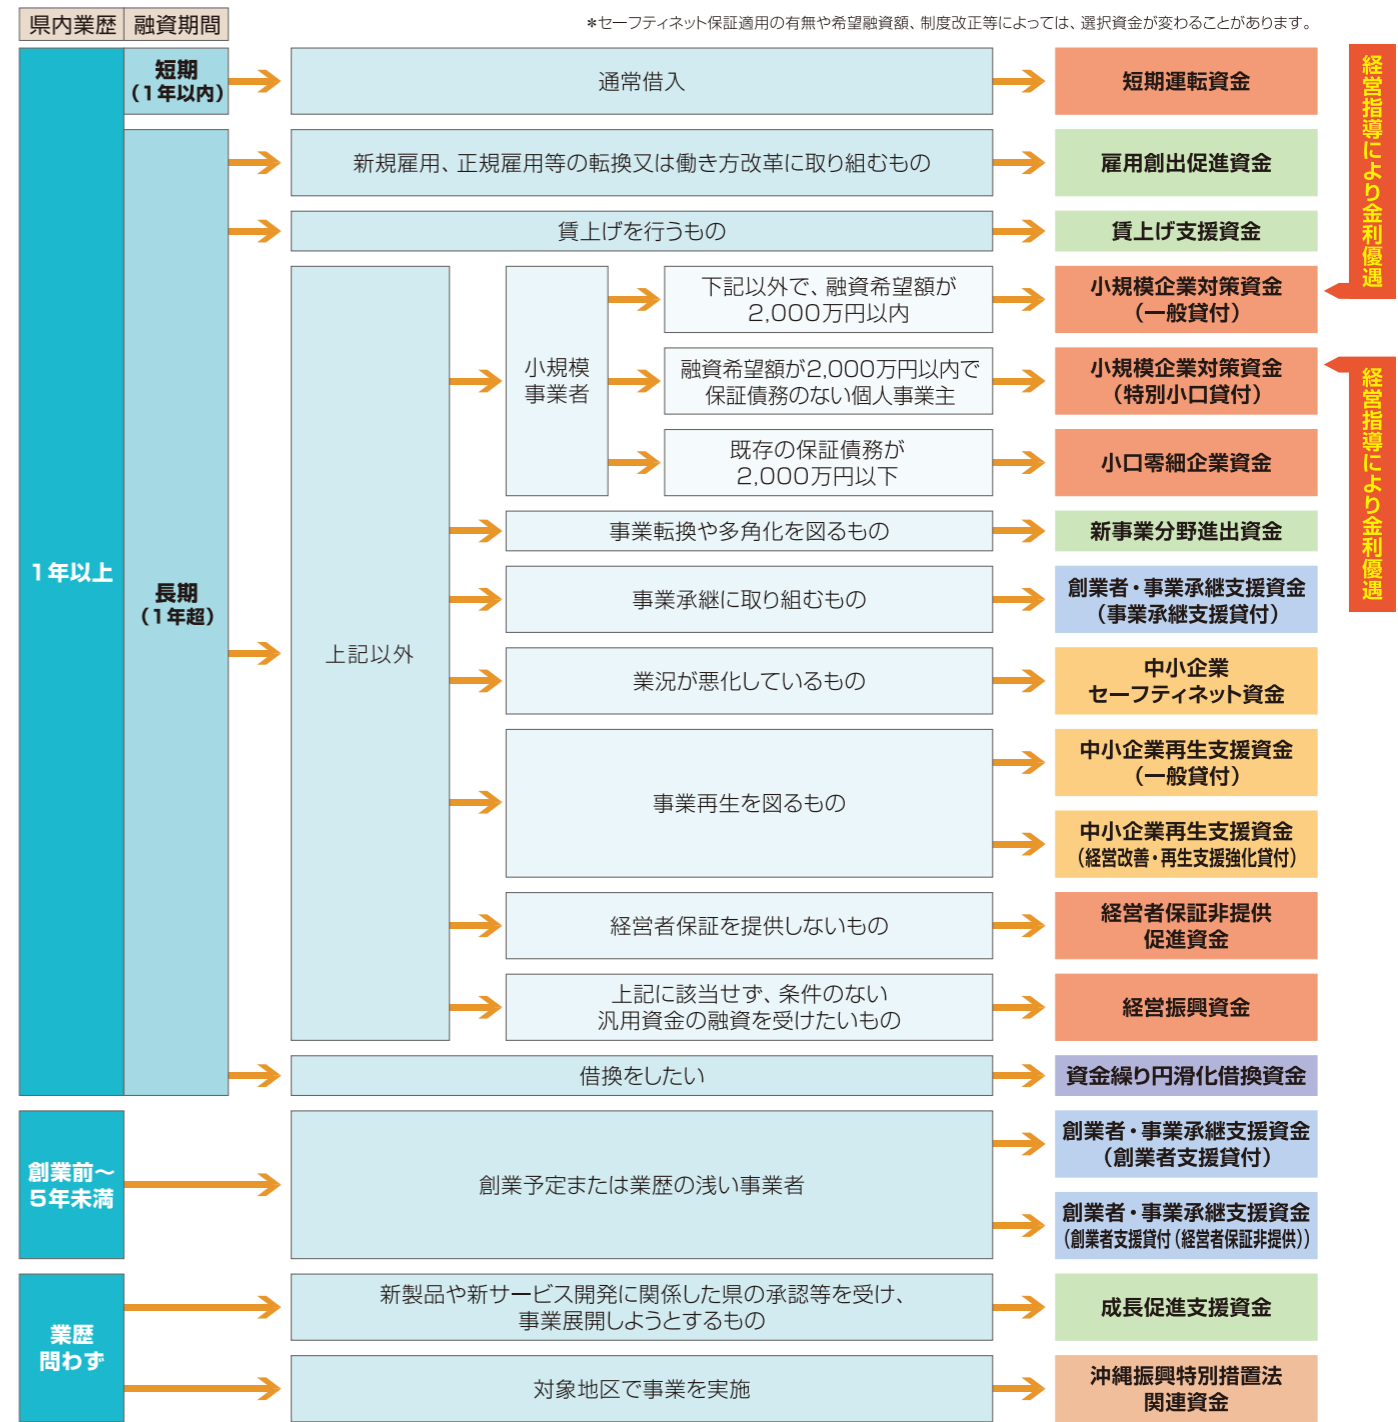 県内業歴 融資期間
*セーフティネット保証適用の有無や希望融資額、制度改正等によっては、選択資金が変わることがあります。
1年以上
短期
(1年以内)
通常借入
短期運転資金
長期
(1年超)
新規雇用、正規雇用等の転換又は働き方改革に取り組むもの
雇用創出促進資金
賃上げを行うもの
賃上げ支援資金
上記以外
小規模
事業者
下記以外で、融資希望額が
2,000万円以内
小規模企業対策資金
(一般貸付)
経営指導により金利優遇
融資希望額が2,000万円以内で
保証債務のない個人事業主
小規模企業対策資金
(特別小口貸付)
経営指導により金利優遇
既存の保証債務が
2,000万円以下
小口零細企業資金
事業転換や多角化を図るもの
新事業分野進出資金
事業承継に取り組むもの
創業者・事業承継支援資金
(事業承継支援貸付)
業況が悪化しているもの
中小企業
セーフティネット資金
事業再生を図るもの
中小企業再生支援資金
(一般貸付)
中小企業再生支援資金
(経営改善・再生支援強化貸付)
経営者保証を提供しないもの
経営者保証非提供
促進資金
上記に該当せず、条件のない
汎用資金の融資を受けたいもの
経営振興資金
借換をしたい
資金繰り円滑化借換資金
創業前~
5年未満
創業予定または業歴の浅い事業者
創業者・事業承継支援資金
(創業者支援貸付)
創業者・事業承継支援資金
(創業者支援貸付(経営者保証非提供))
業歴
問わず
新製品や新サービス開発に関係した県の承認等を受け、
事業展開しようとするもの
成長促進支援資金
対象地区で事業を実施
沖縄振興特別措置法
関連資金